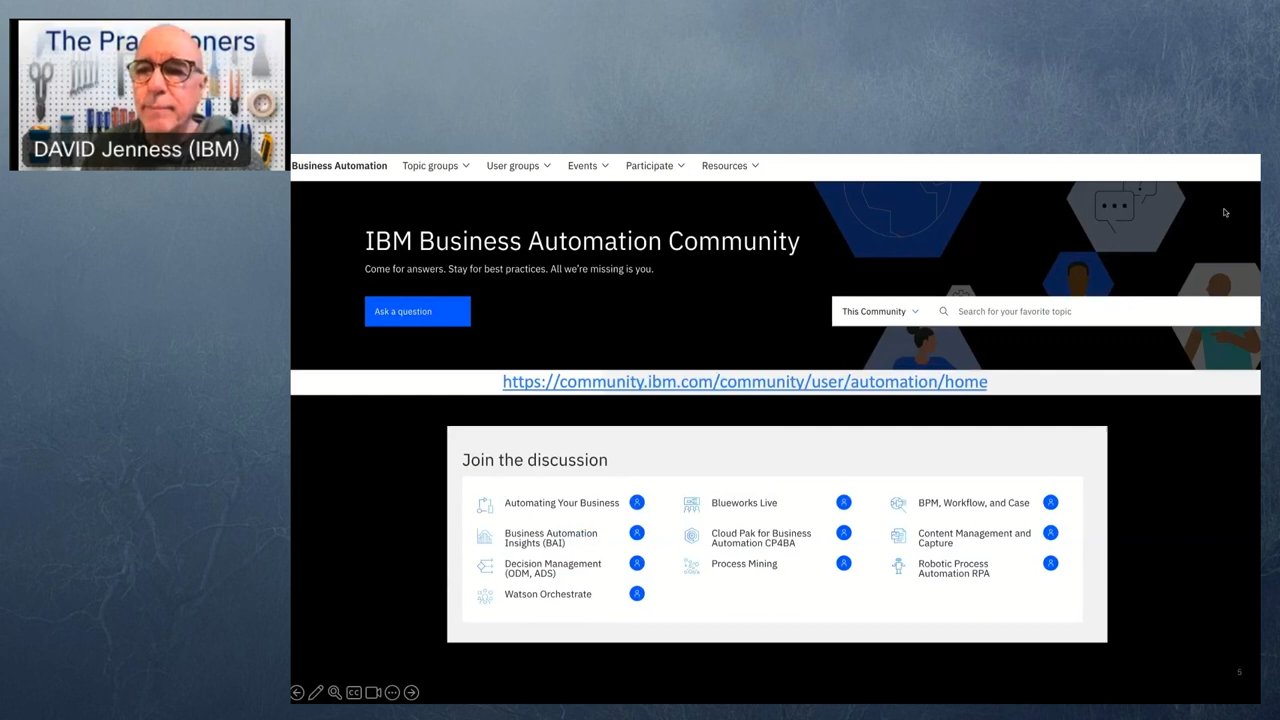 The Pra
oners
DAVID Jenness (IBM)
Business Automation
Topic groups
User groups
Events
Participate
Resources
IBM Business Automation Community
Come for answers. Stay for best practices. All we're missing is you.
Ask a question
This Community
Search for your favorite topic
https://community.ibm.com/community/user/automation/home
Join the discussion
Automating Your Business
Blueworks Live
BPM, Workflow, and Case
Business Automation
Insights (BAI)
Cloud Pak for Business
Automation CP4BA
Content Management and
Capture
Decision Management
(ODM, ADS)
Process Mining
Robotic Process
Automation RPA
Watson Orchestrate
5
CC